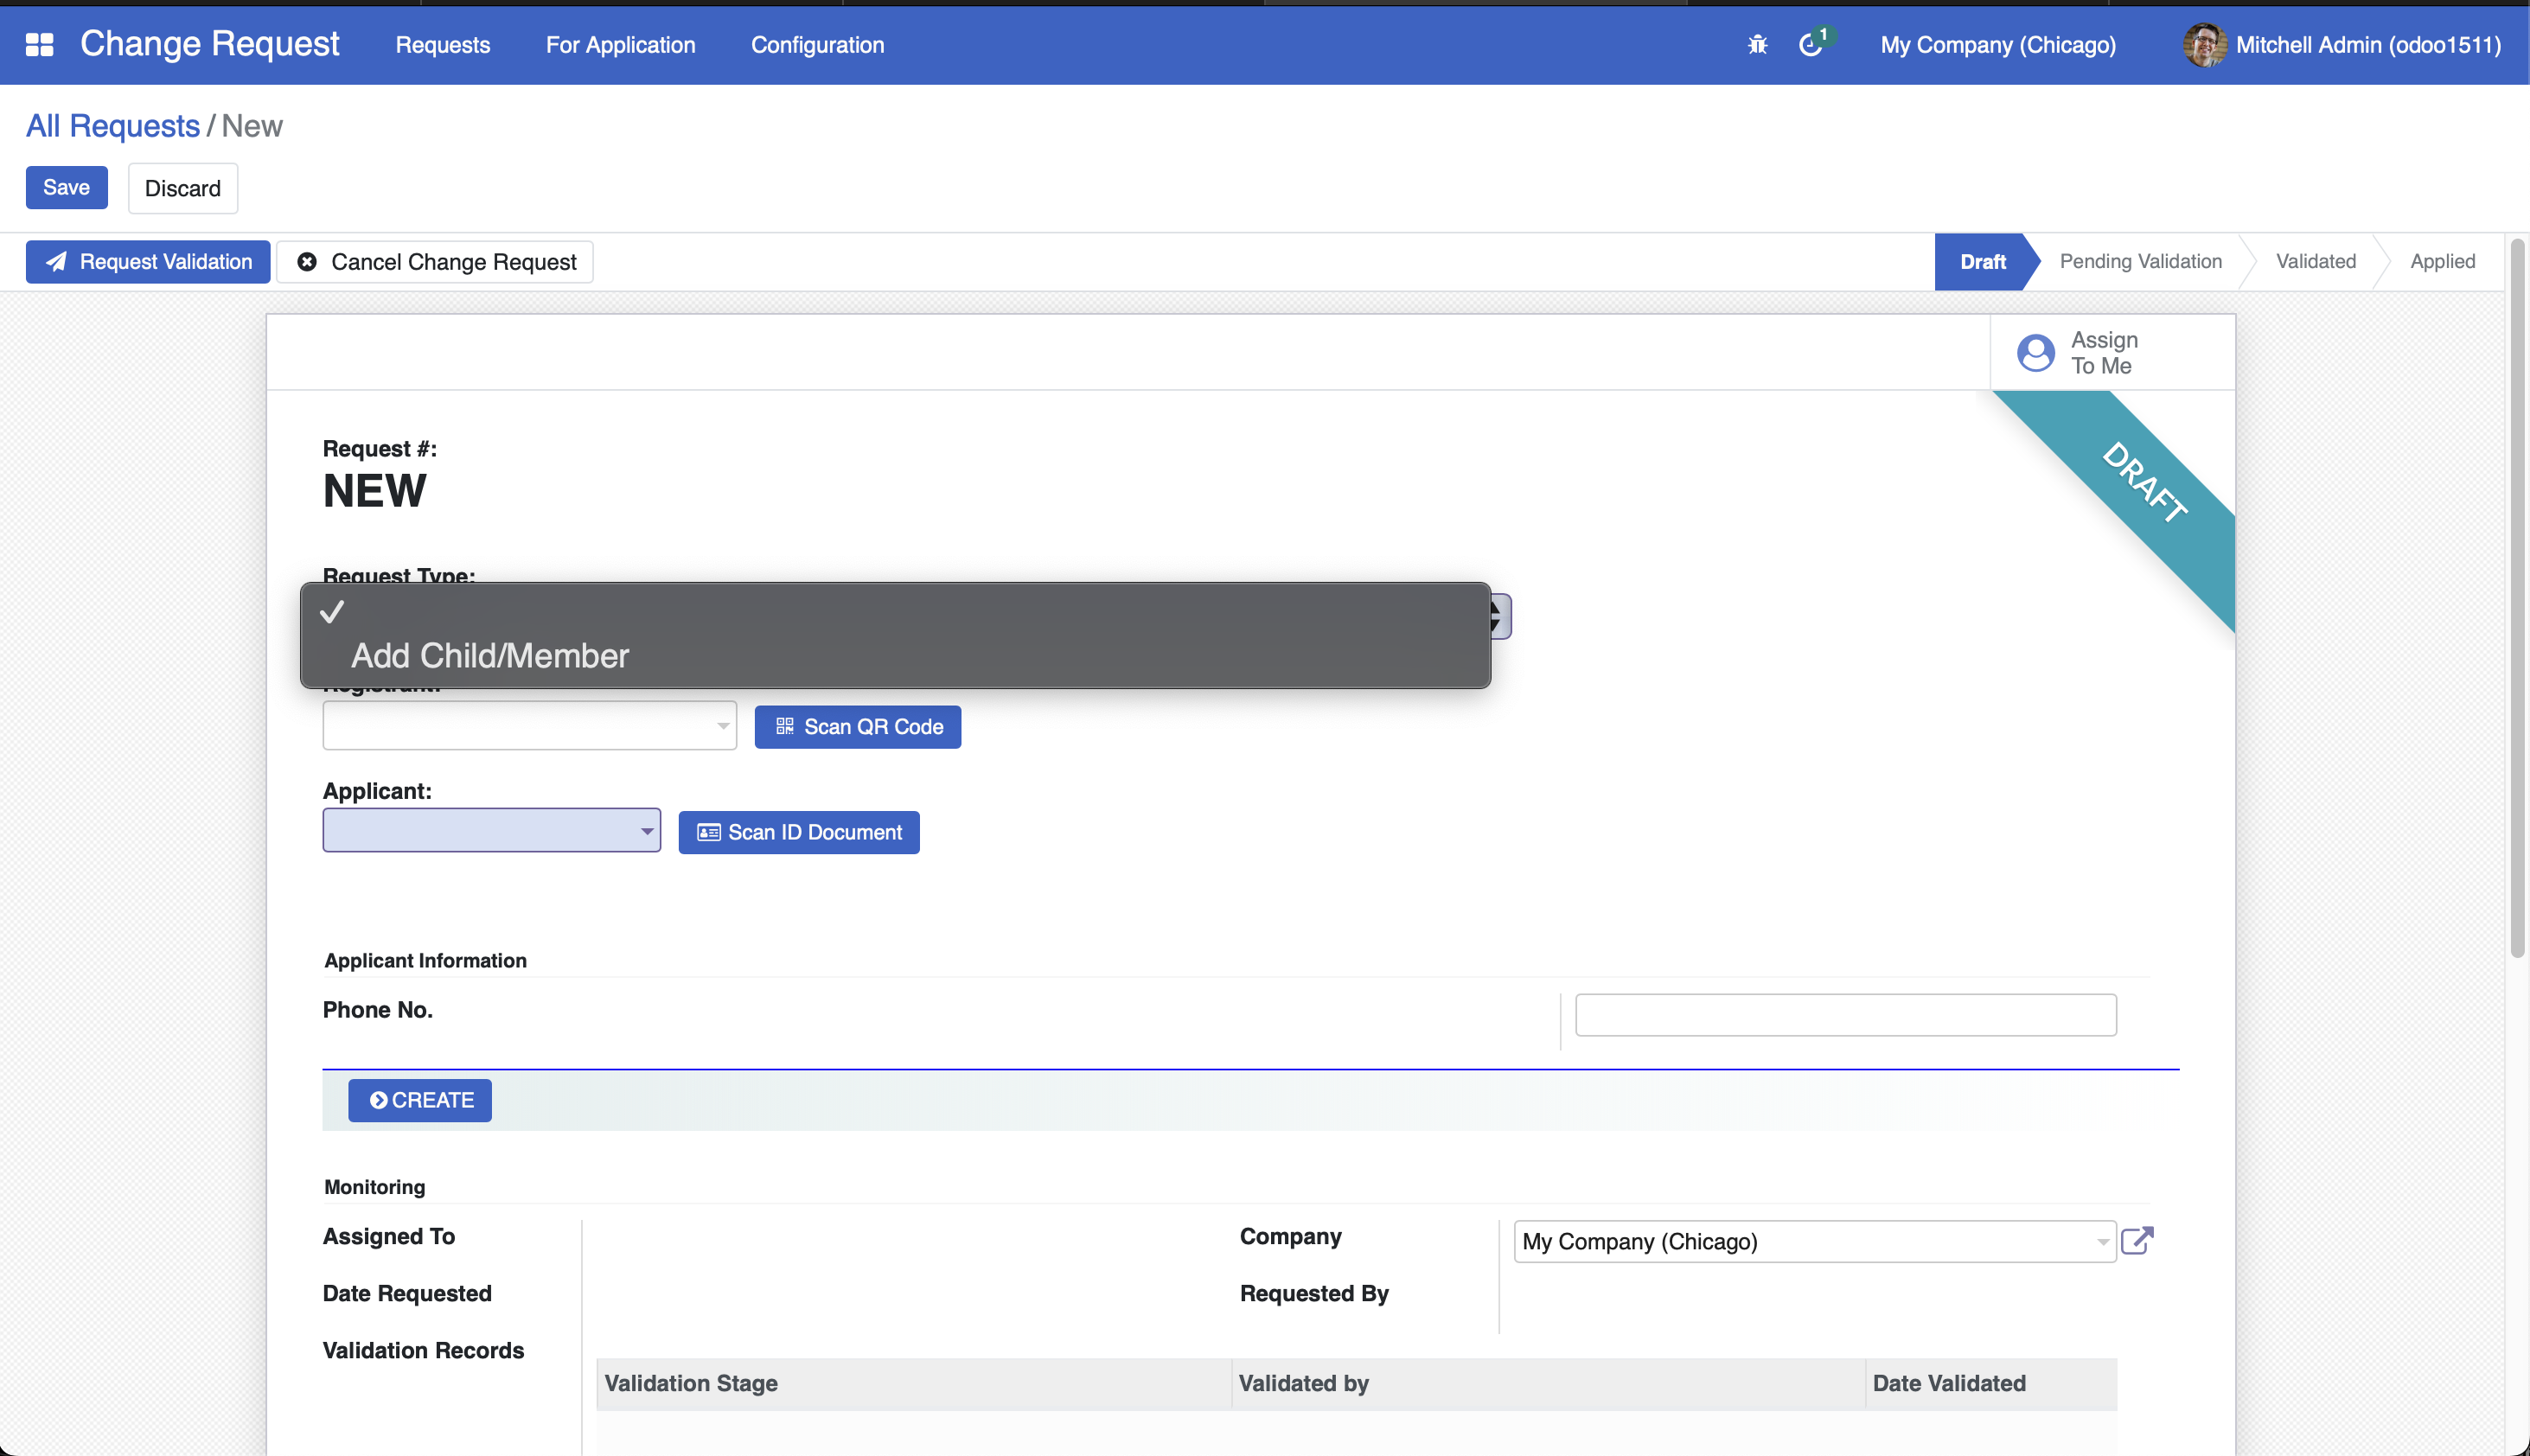 Change Request Requests For Application Configuration 1 My Company (Chicago) Mitchell Admin (odoo1511)
All Requests / New
Save Discard
Request Validation Cancel Change Request Draft Pending Validation Validated Applied
Assign
To Me
DRAFT
Request #:
NEW
Request Type:
Add Child/Member
Registrant:
Scan QR Code
Applicant:
Scan ID Document
Applicant Information
Phone No.
CREATE
Monitoring
Assigned To Company My Company (Chicago)
Date Requested Requested By
Validation Records
Validation Stage Validated by Date Validated